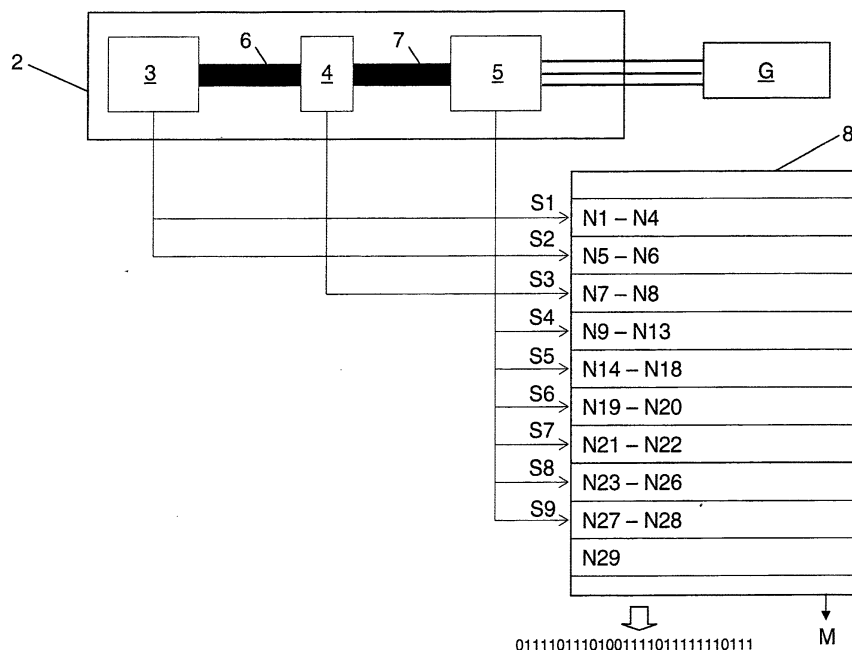 6
7
2
3
4
5
G
8
S1
N1 – N4
S2
N5 – N6
S3
N7 – N8
S4
N9 – N13
S5
N14 – N18
S6
N19 – N20
S7
N21 – N22
S8
N23 – N26
S9
N27 – N28
N29
M
01111011101001111011111110111